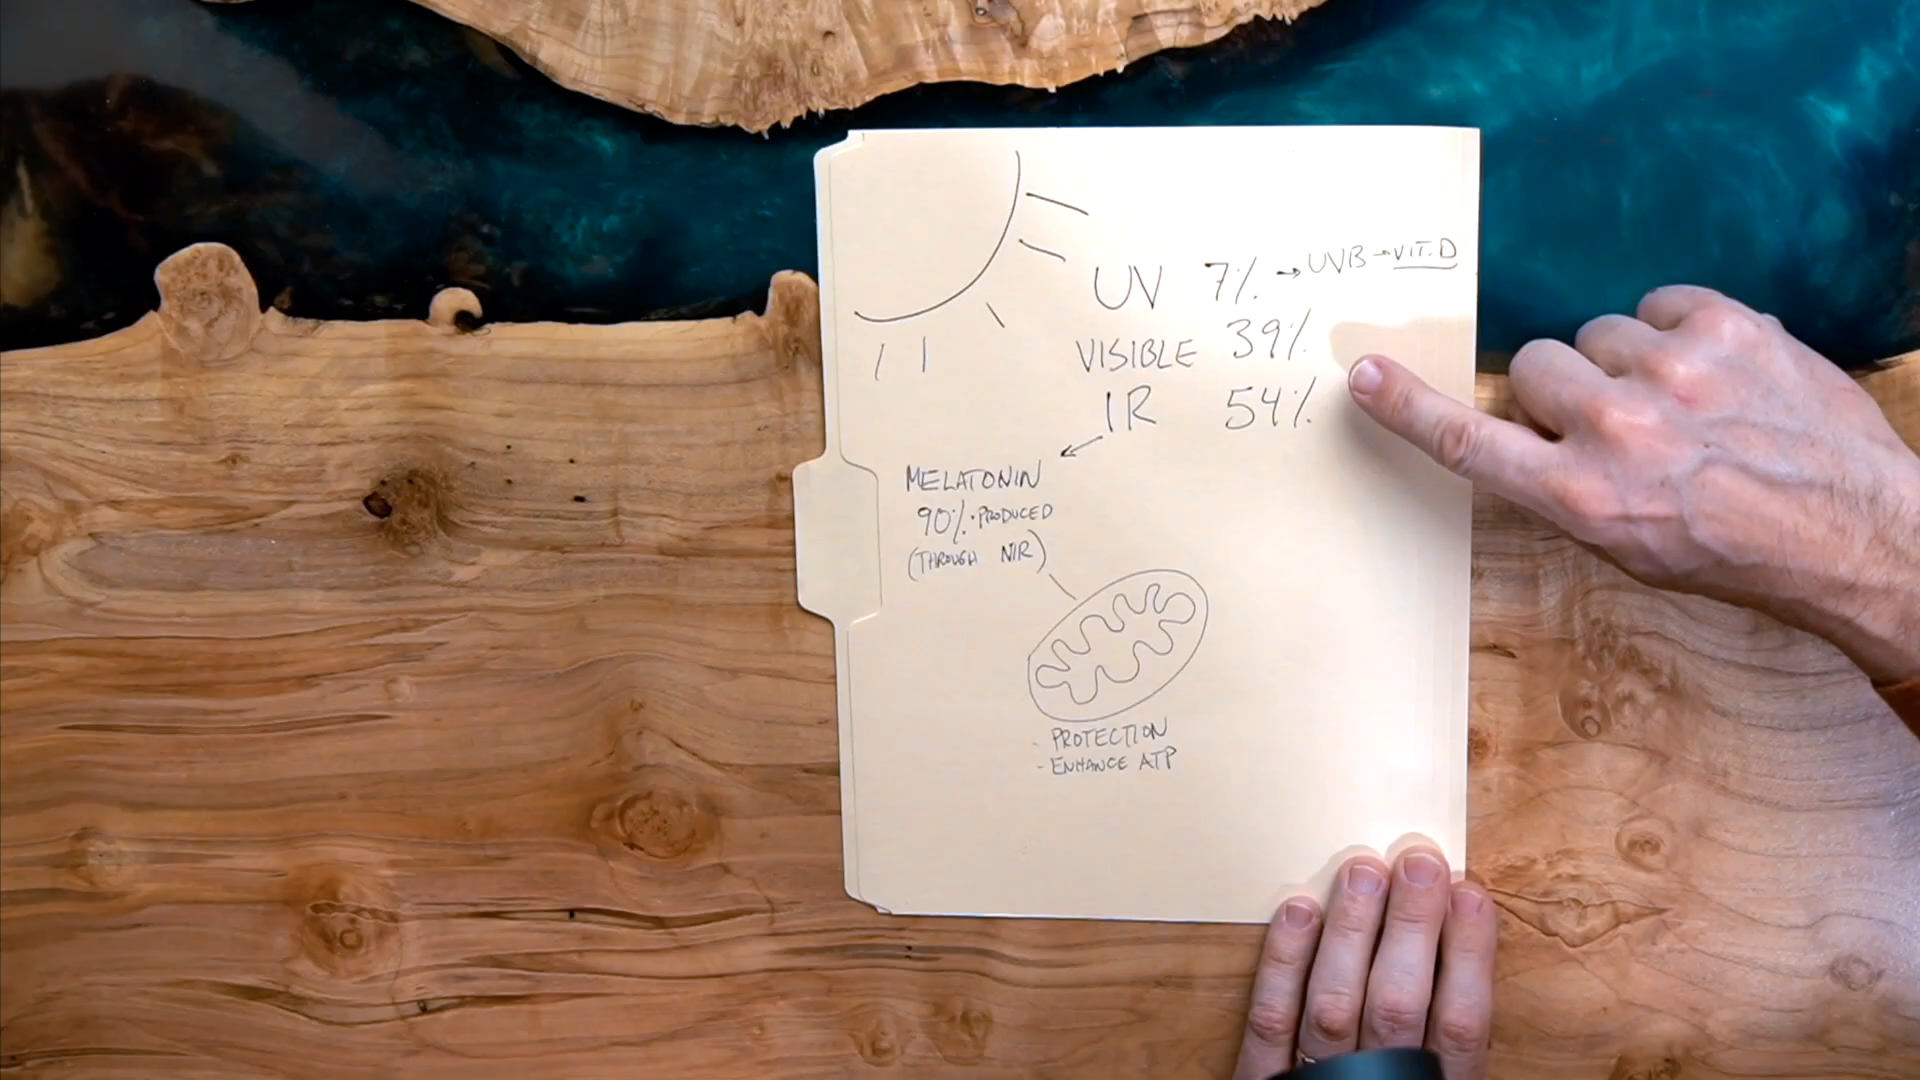 UV 7% → UVB → VIT. D
VISIBLE 39%
IR 54%
MELATONIN
90% PRODUCED
(THROUGH NIR)
- PROTECTION
- ENHANCE ATP